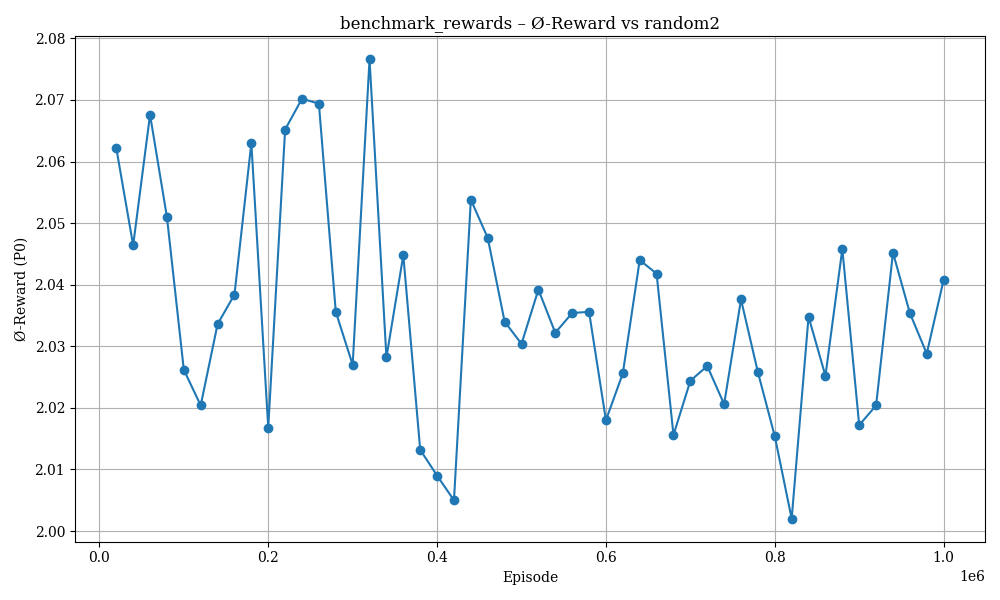 benchmark_rewards – Ø-Reward vs random2
Ø-Reward (P0)
2.08
2.07
2.06
2.05
2.04
2.03
2.02
2.01
2.00
0.0 0.2 0.4 0.6 0.8 1.0
1e6
Episode